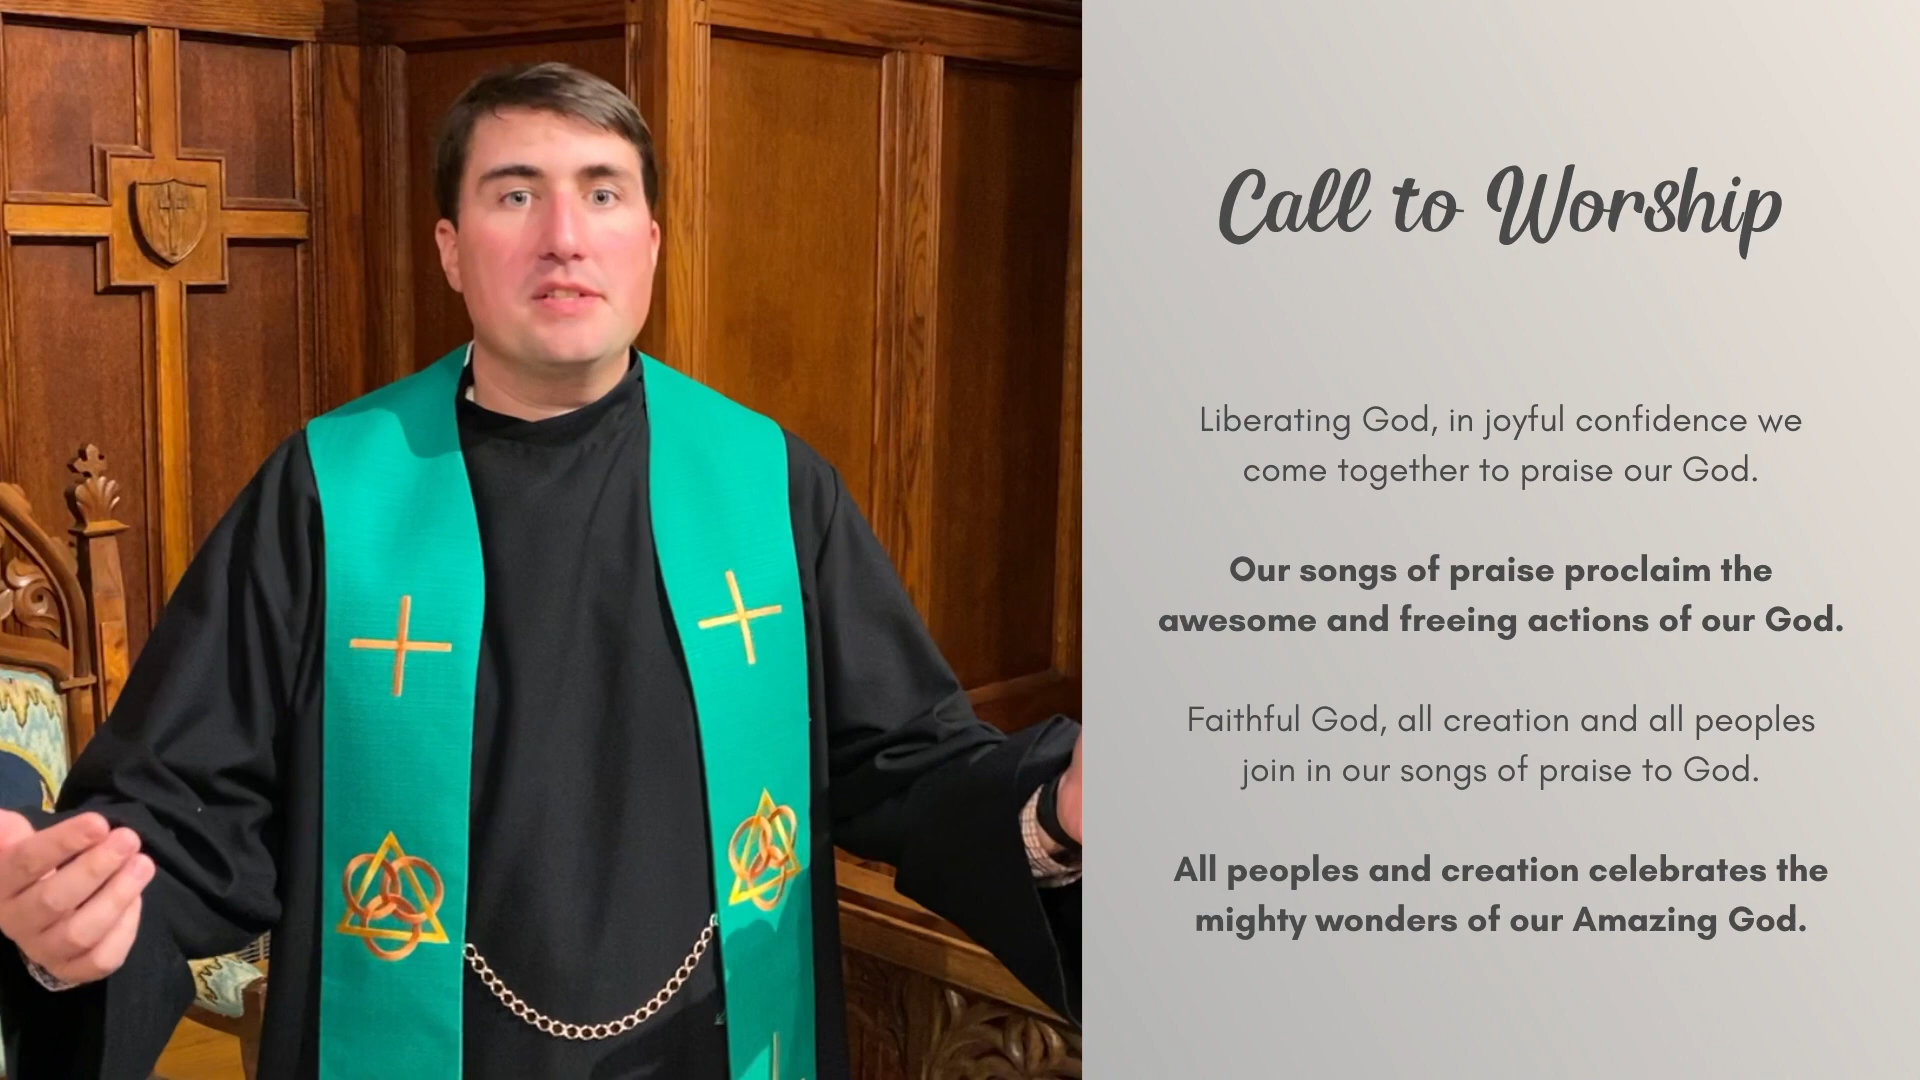 Call to Worship
Liberating God, in joyful confidence we
come together to praise our God.
Our songs of praise proclaim the
awesome and freeing actions of our God.
Faithful God, all creation and all peoples
join in our songs of praise to God.
All peoples and creation celebrates the
mighty wonders of our Amazing God.